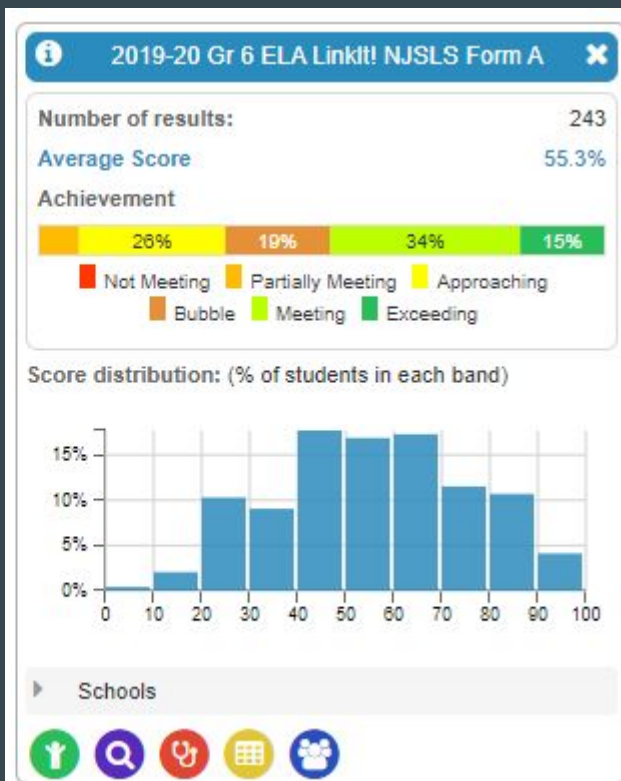 2019-20 Gr 6 ELA LinkIt! NJSLS Form A
Number of results: 243
Average Score 55.3%
Achievement
26% 19% 34% 15%
Not Meeting Partially Meeting Approaching
Bubble Meeting Exceeding
Score distribution: (% of students in each band)
15%
10%
5%
0%
0 10 20 30 40 50 60 70 80 90 100
Schools